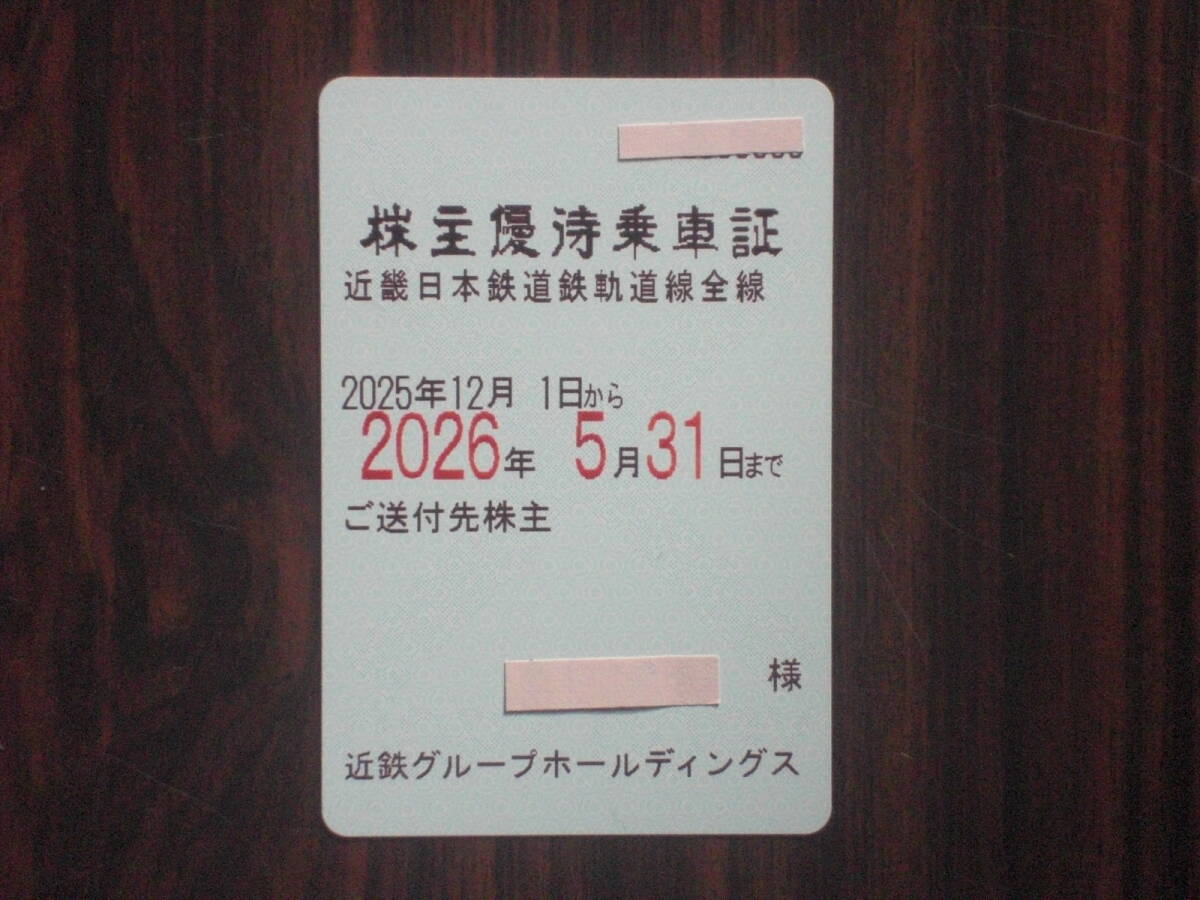 株主優待乗車証
近畿日本鉄道鉄軌道線全線
2025年12月 1日から
2026年 5月31日まで
ご送付先株主
様
近鉄グループホールディングス